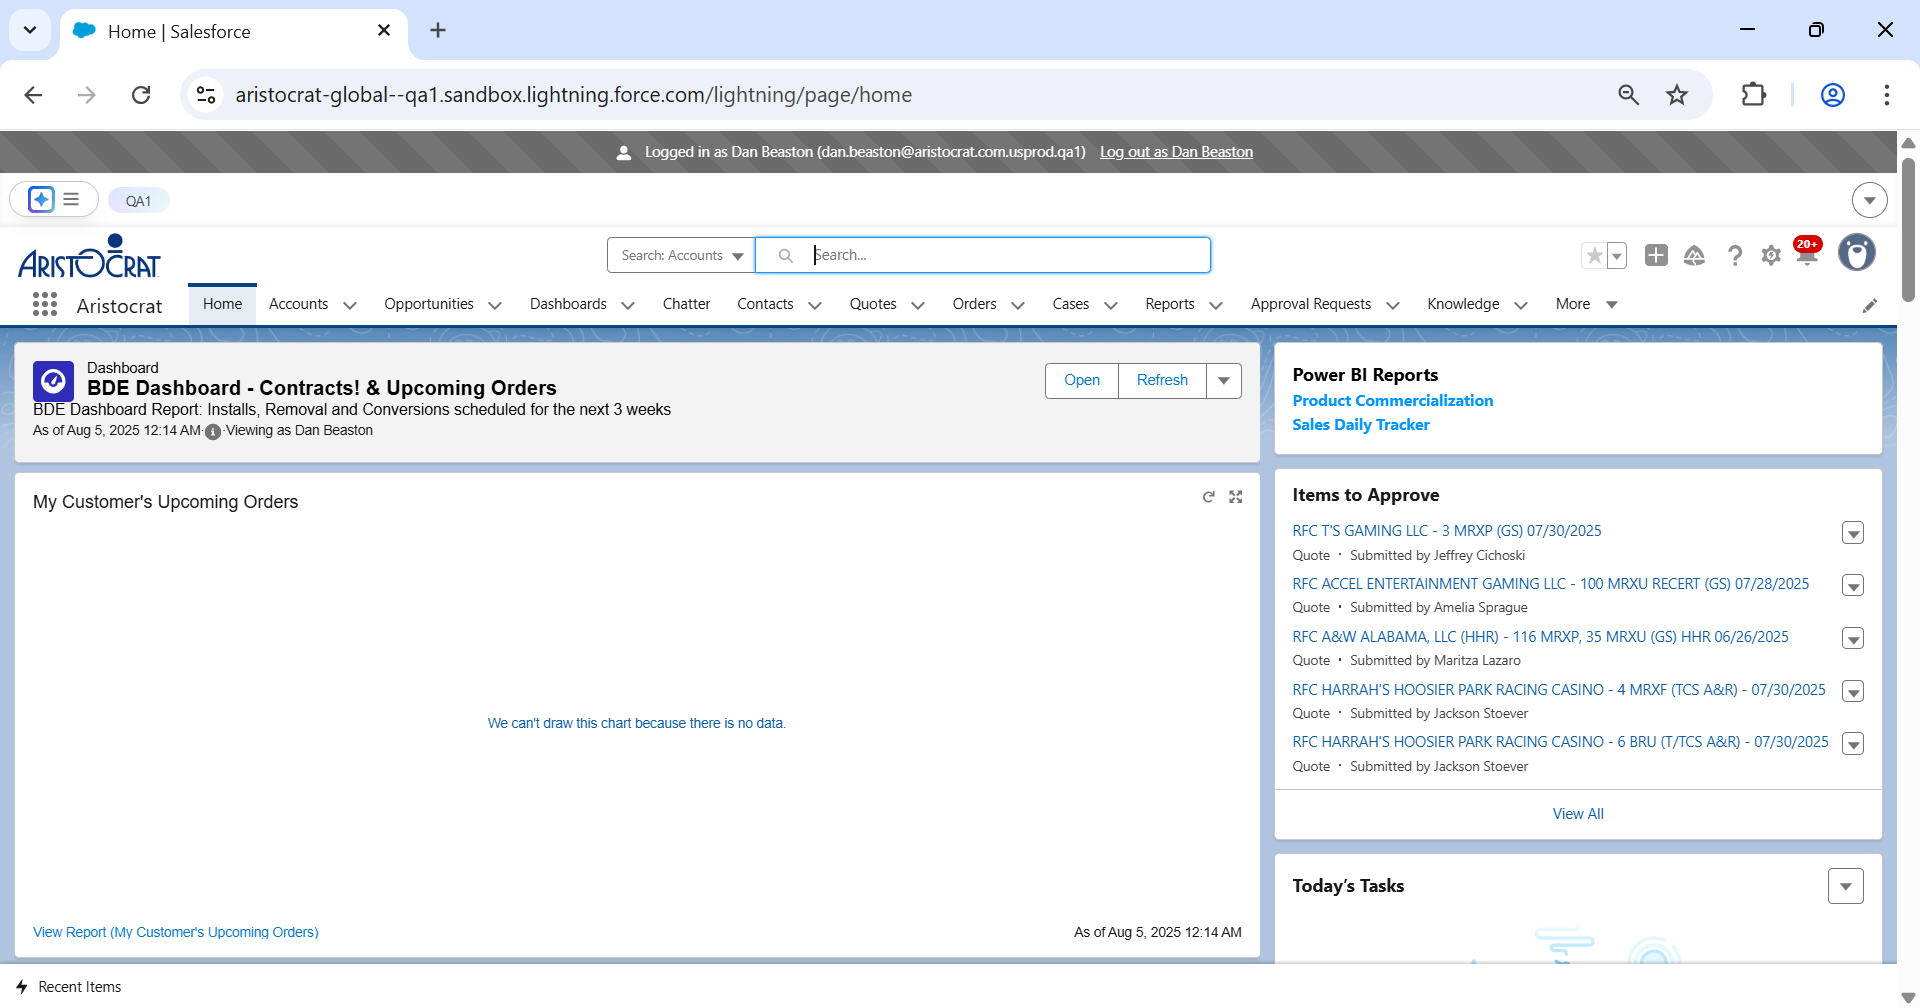 Home | Salesforce
aristocrat-global--qa1.sandbox.lightning.force.com/lightning/page/home
Logged in as Dan Beaston (dan.beaston@aristocrat.com.usprod.qa1) Log out as Dan Beaston
QA1
ARISTOCRAT
Search: Accounts
Search...
20+
Aristocrat
Home
Accounts
Opportunities
Dashboards
Chatter
Contacts
Quotes
Orders
Cases
Reports
Approval Requests
Knowledge
More
Dashboard
BDE Dashboard - Contracts! & Upcoming Orders
BDE Dashboard Report: Installs, Removal and Conversions scheduled for the next 3 weeks
As of Aug 5, 2025 12:14 AM·Viewing as Dan Beaston
Open
Refresh
My Customer's Upcoming Orders
We can't draw this chart because there is no data.
View Report (My Customer's Upcoming Orders)
As of Aug 5, 2025 12:14 AM
Power BI Reports
Product Commercialization
Sales Daily Tracker
Items to Approve
RFC T'S GAMING LLC - 3 MRXP (GS) 07/30/2025
Quote · Submitted by Jeffrey Cichoski
RFC ACCEL ENTERTAINMENT GAMING LLC - 100 MRXU RECERT (GS) 07/28/2025
Quote · Submitted by Amelia Sprague
RFC A&W ALABAMA, LLC (HHR) - 116 MRXP, 35 MRXU (GS) HHR 06/26/2025
Quote · Submitted by Maritza Lazaro
RFC HARRAH'S HOOSIER PARK RACING CASINO - 4 MRXF (TCS A&R) - 07/30/2025
Quote · Submitted by Jackson Stoever
RFC HARRAH'S HOOSIER PARK RACING CASINO - 6 BRU (T/TCS A&R) - 07/30/2025
Quote · Submitted by Jackson Stoever
View All
Today's Tasks
Recent Items